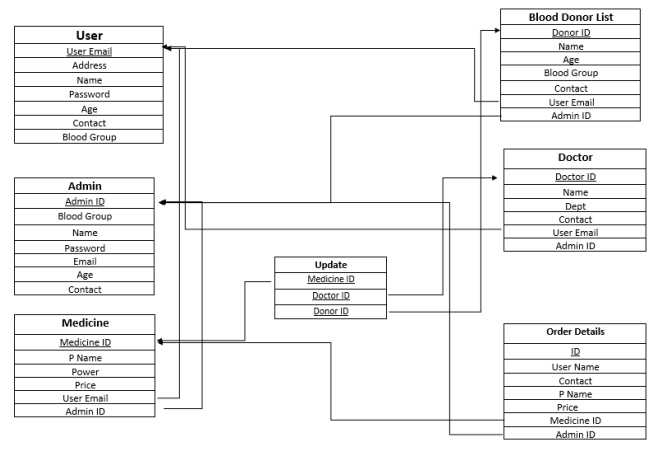 User
User Email
Address
Name
Password
Age
Contact
Blood Group
Admin
Admin ID
Blood Group
Name
Password
Email
Age
Contact
Medicine
Medicine ID
P Name
Power
Price
User Email
Admin ID
Update
Medicine ID
Doctor ID
Donor ID
Blood Donor List
Donor ID
Name
Age
Blood Group
Contact
User Email
Admin ID
Doctor
Doctor ID
Name
Dept
Contact
User Email
Admin ID
Order Details
ID
User Name
Contact
P Name
Price
Medicine ID
Admin ID